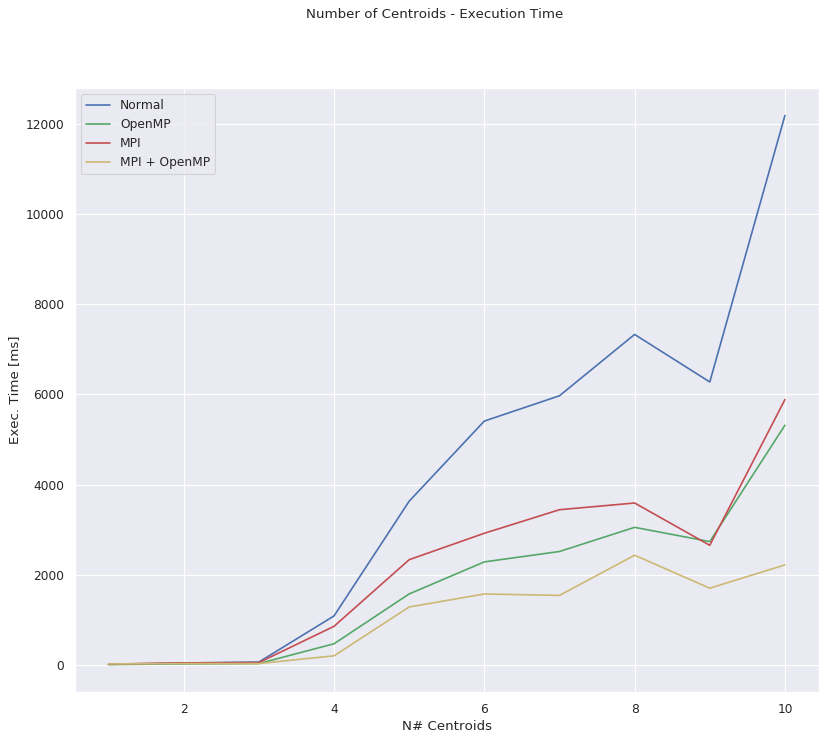 Number of Centroids - Execution Time
Normal
OpenMP
MPI
MPI + OpenMP
12000
10000
8000
6000
4000
2000
0
Exec. Time [ms]
2 4 6 8 10
N# Centroids